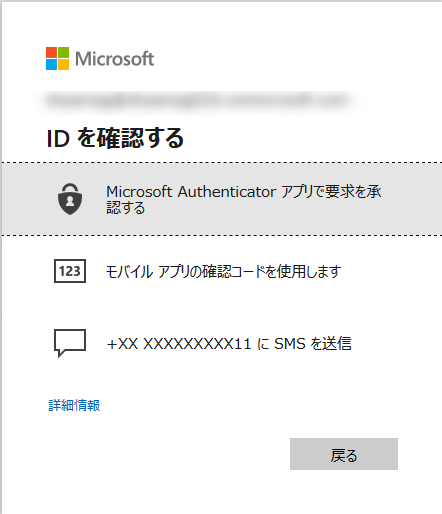 Microsoft
ID を確認する
Microsoft Authenticator アプリで要求を承
認する
123
モバイル アプリの確認コードを使用します
+XX XXXXXXXXX11 に SMS を送信
詳細情報
戻る